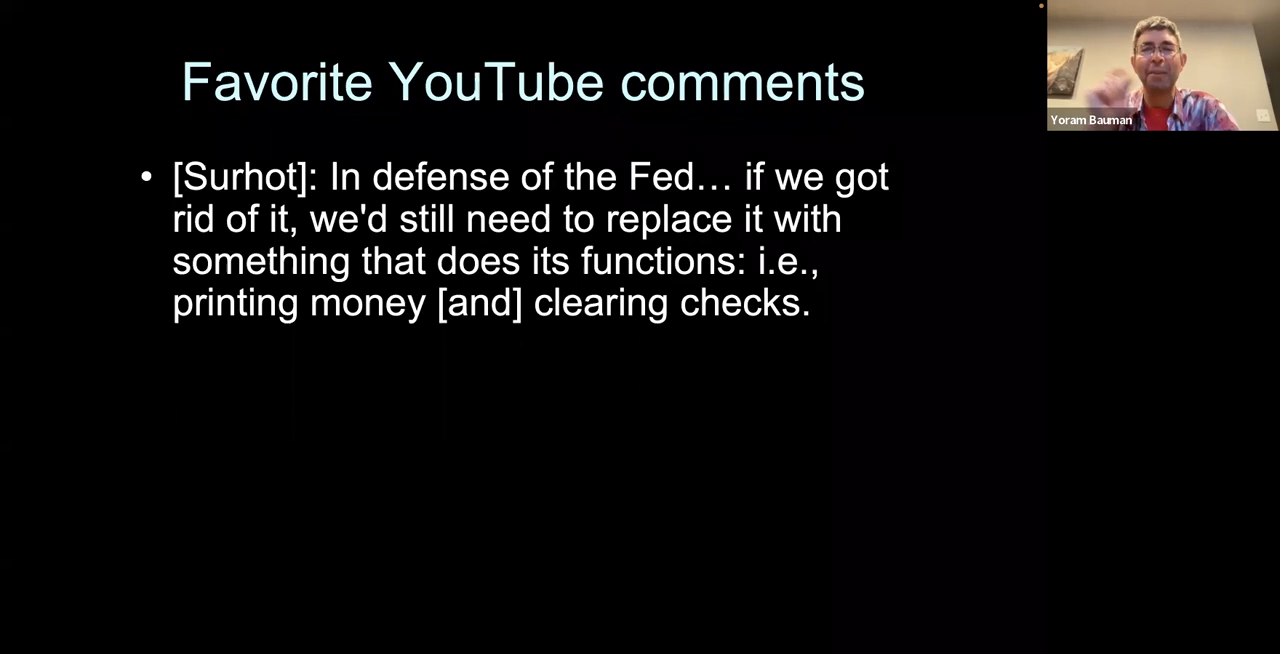 Favorite YouTube comments
• [Surhot]: In defense of the Fed… if we got
rid of it, we'd still need to replace it with
something that does its functions: i.e.,
printing money [and] clearing checks.
Yoram Bauman